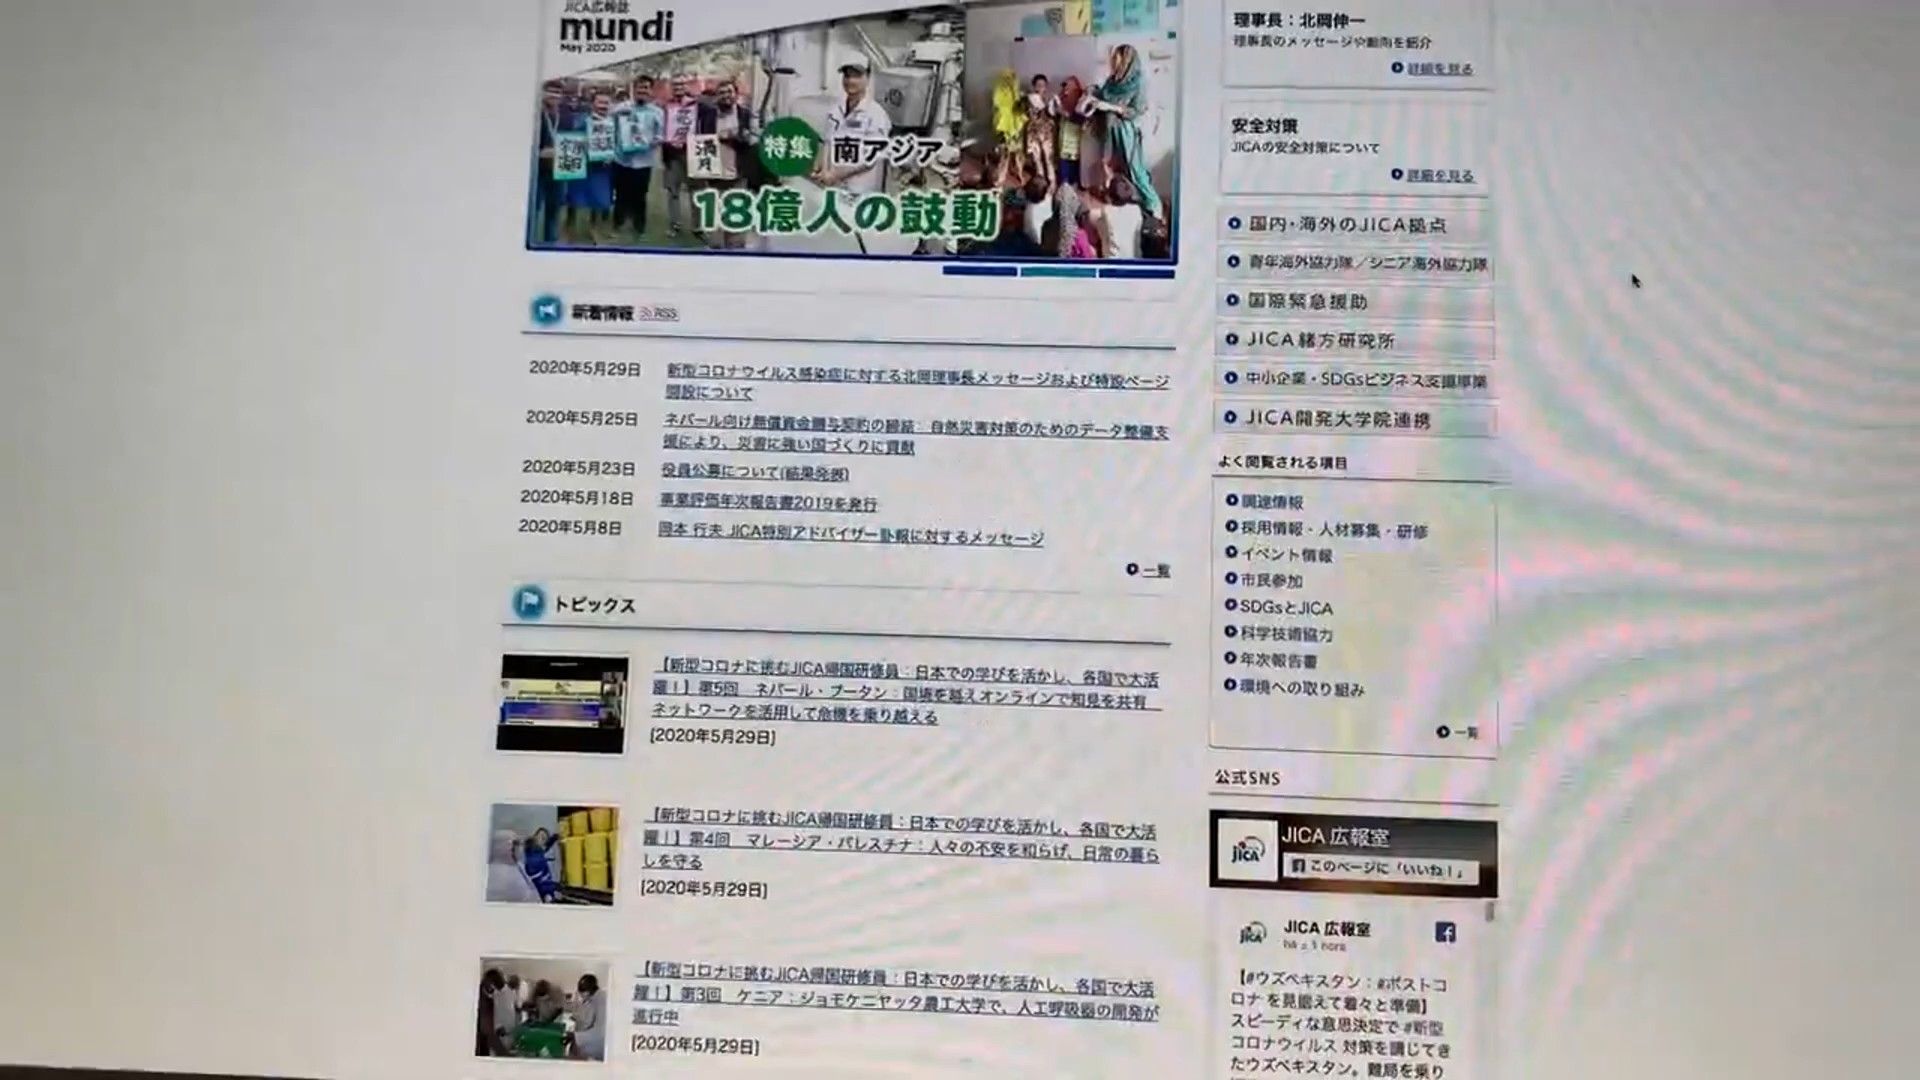 JICA広報誌
mundi
May 2020
特集 南アジア
18億人の鼓動
満月
新着情報 RSS
2020年5月29日 新型コロナウイルス感染症に対する北岡理事長メッセージおよび特設ページ
開設について
2020年5月25日 ネパール向け無償資金贈与契約の締結:自然災害対策のためのデータ整備支
援により、災害に強い国づくりに貢献
2020年5月23日 役員公募について(結果発表)
2020年5月18日 事業評価年次報告書2019を発行
2020年5月8日 岡本 行夫 JICA特別アドバイザー訃報に対するメッセージ
一覧
トピックス
【新型コロナに挑むJICA帰国研修員:日本での学びを活かし、各国で大活
躍!】第5回 ネパール・ブータン:国境を越えオンラインで知見を共有
ネットワークを活用して危機を乗り越える
[2020年5月29日]
【新型コロナに挑むJICA帰国研修員:日本での学びを活かし、各国で大活
躍!】第4回 マレーシア・パレスチナ:人々の不安を和らげ、日常の暮ら
しを守る
[2020年5月29日]
【新型コロナに挑むJICA帰国研修員:日本での学びを活かし、各国で大活
躍!】第3回 ケニア:ジョモケニヤッタ農工大学で、人工呼吸器の開発が
進行中
[2020年5月29日]
理事長:北岡伸一
理事長のメッセージや動向を紹介
詳細を見る
安全対策
JICAの安全対策について
詳細を見る
国内・海外のJICA拠点
青年海外協力隊/シニア海外協力隊
国際緊急援助
JICA緒方研究所
中小企業・SDGsビジネス支援事業
JICA開発大学院連携
よく閲覧される項目
調達情報
採用情報・人材募集・研修
イベント情報
市民参加
SDGsとJICA
科学技術協力
年次報告書
環境への取り組み
一覧
公式SNS
JICA 広報室
JICA
このページに「いいね!」
JICA 広報室
JICA
【#ウズベキスタン:#ポストコ
ロナ を見据えて着々と準備】
スピーディな意思決定で #新型
コロナウイルス 対策を講じてき
たウズベキスタン。難局を乗り